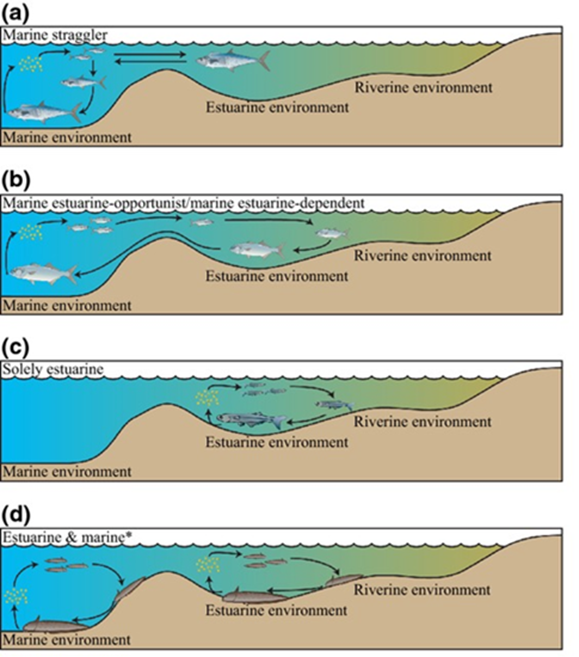 (a)
Marine straggler
Riverine environment
Estuarine environment
Marine environment
(b)
Marine estuarine-opportunist/marine estuarine-dependent
Riverine environment
Estuarine environment
Marine environment
(c)
Solely estuarine
Riverine environment
Estuarine environment
Marine environment
(d)
Estuarine & marine*
Riverine environment
Estuarine environment
Marine environment